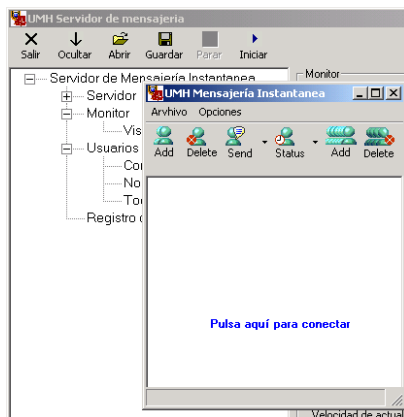 UMH Servidor de mensajeria
Salir Ocultar Abrir Guardar Parar Iniciar
Servidor de Mensajería Instantanea
Monitor
Servidor
Monitor
Usuarios
Registro
UMH Mensajería Instantanea
Arvhivo Opciones
Add Delete Send Status Add Delete
Pulsa aquí para conectar
Velocidad de actual